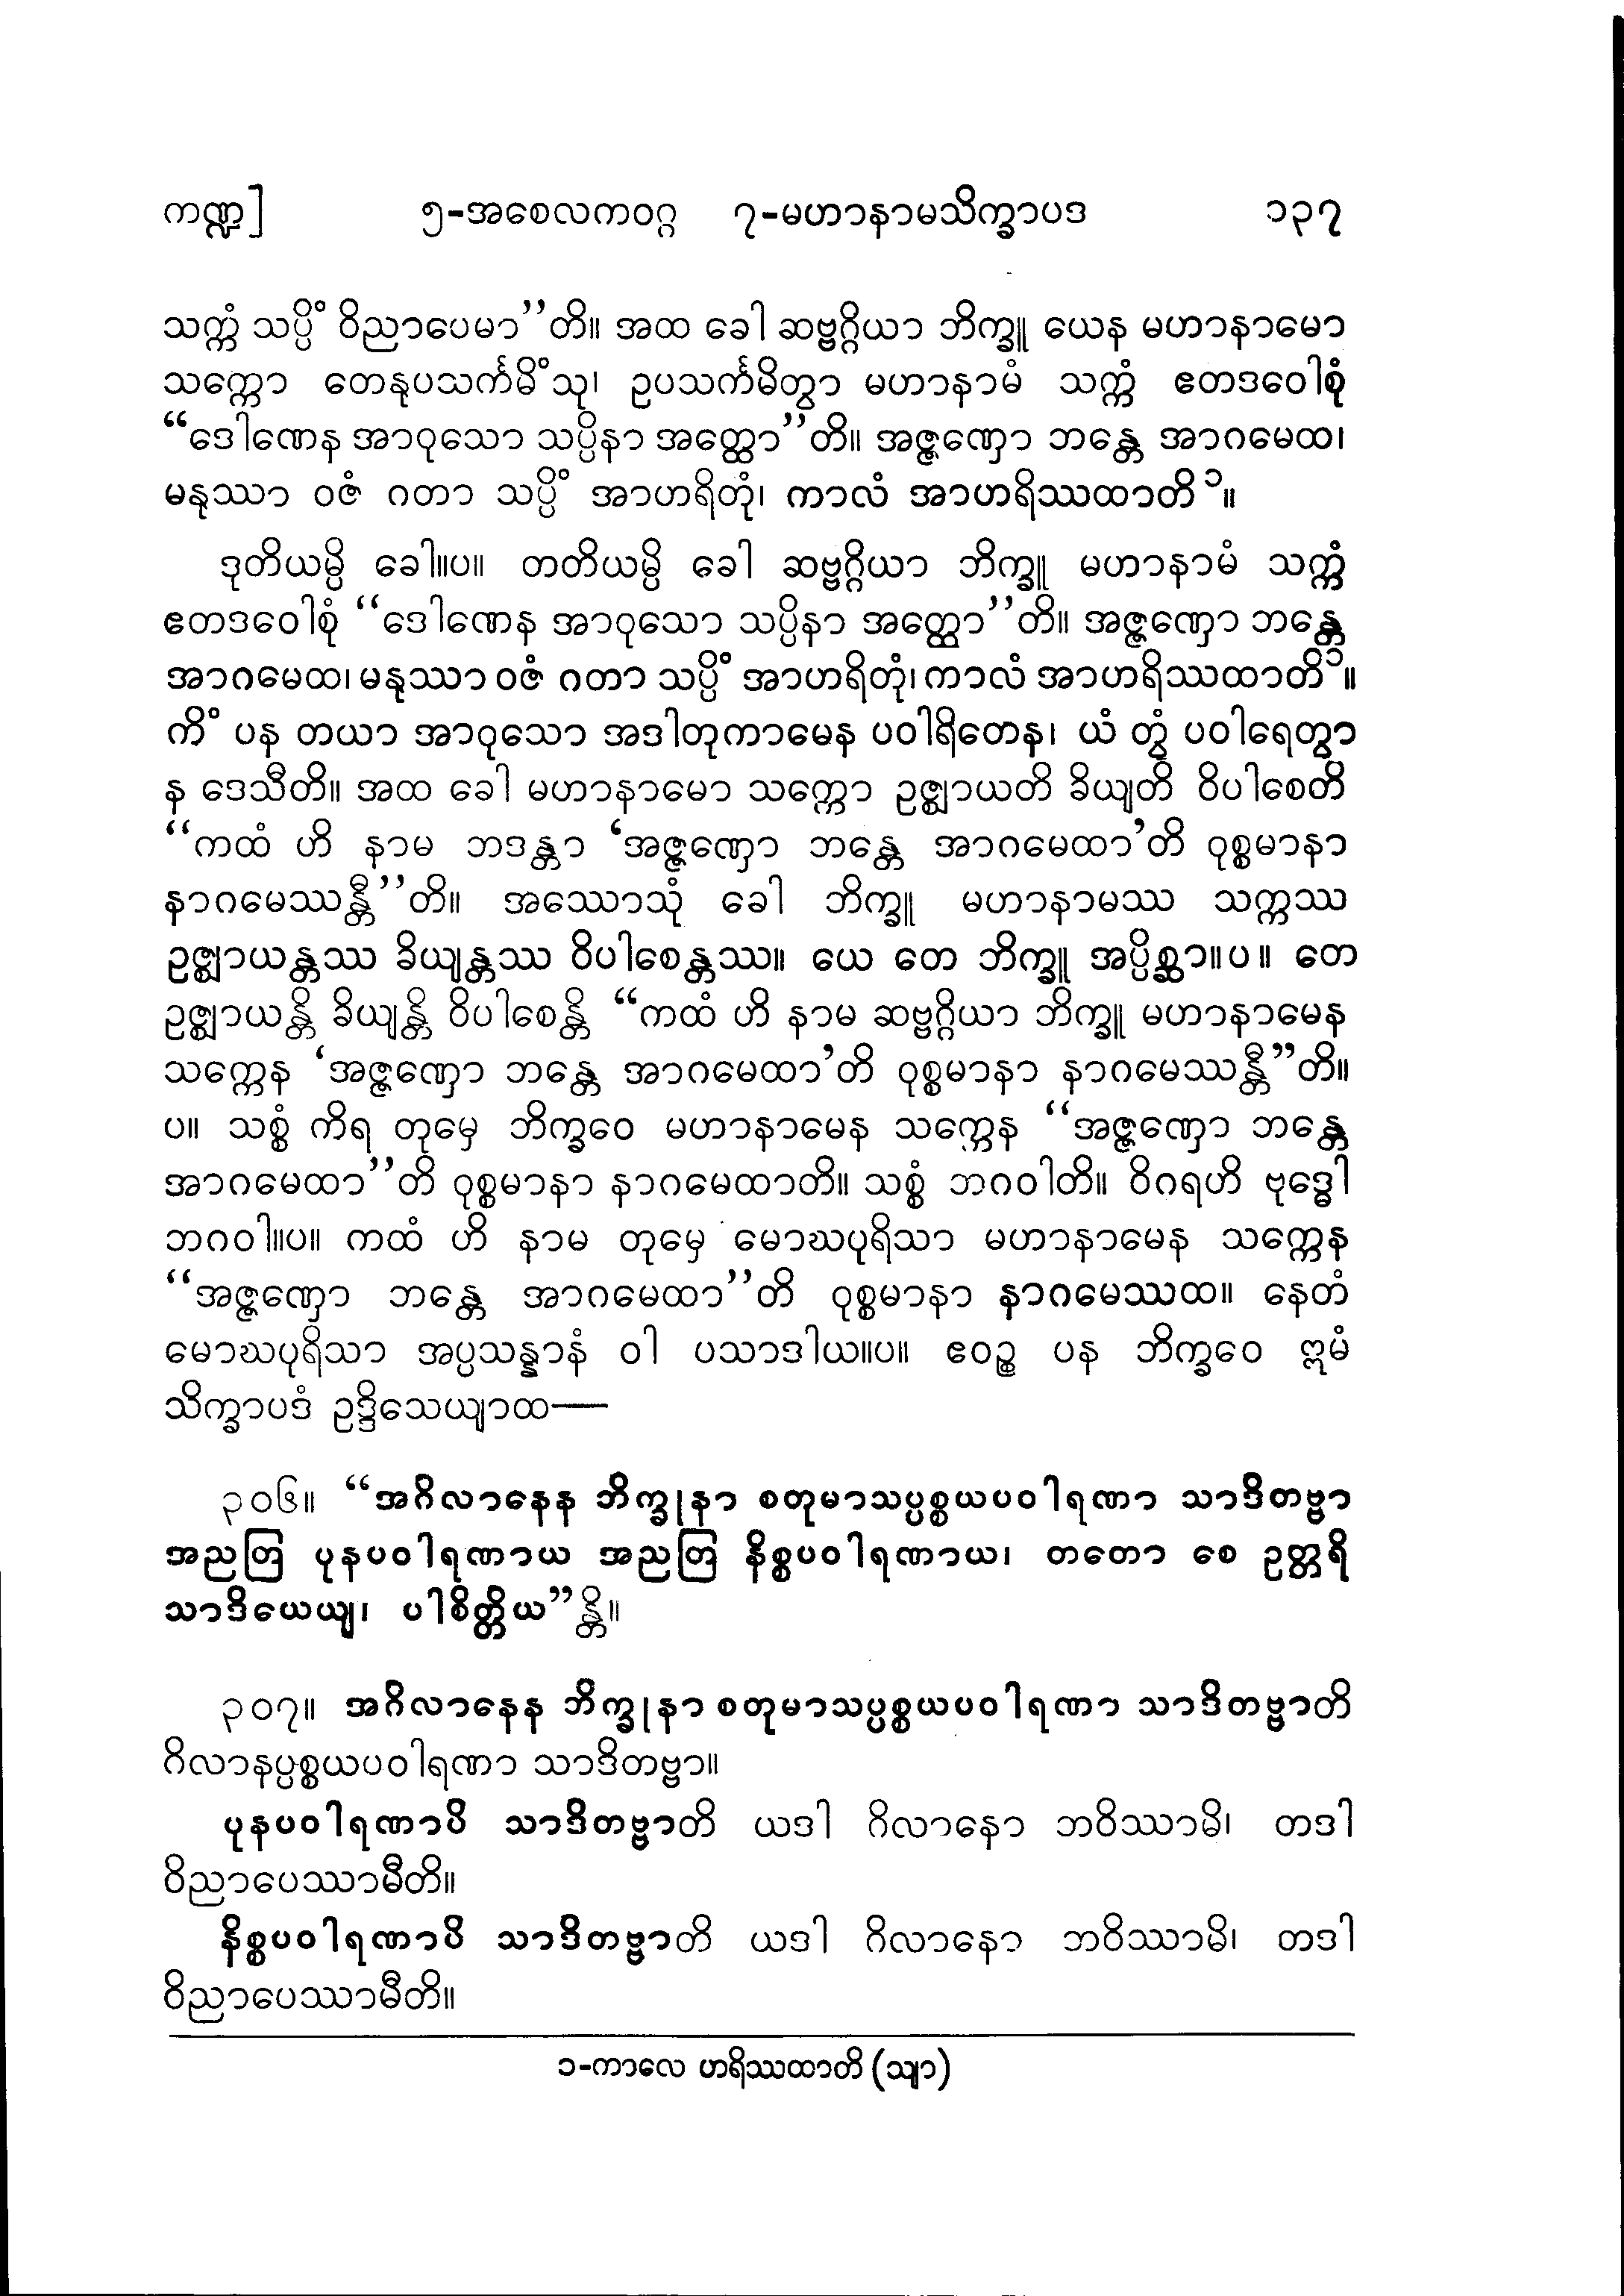 ကဏ္ဍ] ၅-အစေလကဝဂ္ဂ ၇-မဟာနာမသိက္ခာပဒ ၁၃၇
သက္ကံ သပ္ပိံ ဝိညာပေမာ’’တိ။ အထ ခေါ ဆဗ္ဗဂ္ဂိယာ ဘိက္ခူ ယေန မဟာနာမော
သက္ကော တေနုပသင်္ကမိံသု၊ ဥပသင်္ကမိတွာ မဟာနာမံ သက္ကံ ဧတဒဝေါစုံ
‘‘ဒေါဏေန အာဝုသော သပ္ပိနာ အတ္ထော’’တိ။ အဇ္ဇဏှော ဘန္တေ အာဂမေထ၊
မနုဿာ ဝဇံ ဂတာ သပ္ပိံ အာဟရိတုံ၊ ကာလံ အာဟရိဿထာတိ ၁။
ဒုတိယမ္ပိ ခေါ။ပ။ တတိယမ္ပိ ခေါ ဆဗ္ဗဂ္ဂိယာ ဘိက္ခူ မဟာနာမံ သက္ကံ
ဧတဒဝေါစုံ ‘‘ဒေါဏေန အာဝုသော သပ္ပိနာ အတ္ထော’’တိ။ အဇ္ဇဏှော ဘန္တေ
အာဂမေထ၊ မနုဿာ ဝဇံ ဂတာ သပ္ပိံ အာဟရိတုံ၊ ကာလံ အာဟရိဿထာတိ ၁။
ကိံ ပန တယာ အာဝုသော အဒါတုကာမေန ပဝါရိတေန၊ ယံ တွံ ပဝါရေတွာ
န ဒေသီတိ။ အထ ခေါ မဟာနာမော သက္ကော ဥဇ္ဈာယတိ ခိယျတိ ဝိပါစေတိ
‘‘ကထံ ဟိ နာမ ဘဒန္တာ ‘အဇ္ဇဏှော ဘန္တေ အာဂမေထာ’တိ ဝုစ္စမာနာ
နာဂမေဿန္တီ’’တိ။ အဿောသုံ ခေါ ဘိက္ခူ မဟာနာမဿ သက္ကဿ
ဥဇ္ဈာယန္တဿ ခိယျန္တဿ ဝိပါစေန္တဿ။ ယေ တေ ဘိက္ခူ အပ္ပိစ္ဆာ။ပ။ တေ
ဥဇ္ဈာယန္တိ ခိယျန္တိ ဝိပါစေန္တိ ‘‘ကထံ ဟိ နာမ ဆဗ္ဗဂ္ဂိယာ ဘိက္ခူ မဟာနာမေန
သက္ကေန ‘အဇ္ဇဏှော ဘန္တေ အာဂမေထာ’တိ ဝုစ္စမာနာ နာဂမေဿန္တီ’’တိ။
ပ။ သစ္စံ ကိရ တုမှေ ဘိက္ခဝေ မဟာနာမေန သက္ကေန ‘‘အဇ္ဇဏှော ဘန္တေ
အာဂမေထာ’’တိ ဝုစ္စမာနာ နာဂမေထာတိ။ သစ္စံ ဘဂဝါတိ။ ဝိဂရဟိ ဗုဒ္ဓေါ
ဘဂဝါ။ပ။ ကထံ ဟိ နာမ တုမှေ မောဃပုရိသာ မဟာနာမေန သက္ကေန
‘‘အဇ္ဇဏှော ဘန္တေ အာဂမေထာ’’တိ ဝုစ္စမာနာ နာဂမေဿထ။ နေတံ
မောဃပုရိသာ အပ္ပသန္နာနံ ဝါ ပသာဒါယ။ပ။ ဧဝဉ္စ ပန ဘိက္ခဝေ ဣမံ
သိက္ခာပဒံ ဥဒ္ဒိသေယျာထ—
၃၀၆။ ‘‘အဂိလာနေန ဘိက္ခုနာ စတုမာသပ္ပစ္စယပဝါရဏာ သာဒိတဗ္ဗာ
အညတြ ပုနပဝါရဏာယ အညတြ နိစ္စပဝါရဏာယ၊ တတော စေ ဥတ္တရိ
သာဒိယေယျ၊ ပါစိတ္တိယ’’န္တိ။
၃၀၇။ အဂိလာနေန ဘိက္ခုနာ စတုမာသပ္ပစ္စယပဝါရဏာ သာဒိတဗ္ဗာတိ
ဂိလာနပ္ပစ္စယပဝါရဏာ သာဒိတဗ္ဗာ။
ပုနပဝါရဏာပိ သာဒိတဗ္ဗာတိ ယဒါ ဂိလာနော ဘဝိဿာမိ၊ တဒါ
ဝိညာပေဿာမီတိ။
နိစ္စပဝါရဏာပိ သာဒိတဗ္ဗာတိ ယဒါ ဂိလာနော ဘဝိဿာမိ၊ တဒါ
ဝိညာပေဿာမီတိ။
၁-ကာလေ ဟရိဿထာတိ (သျာ)